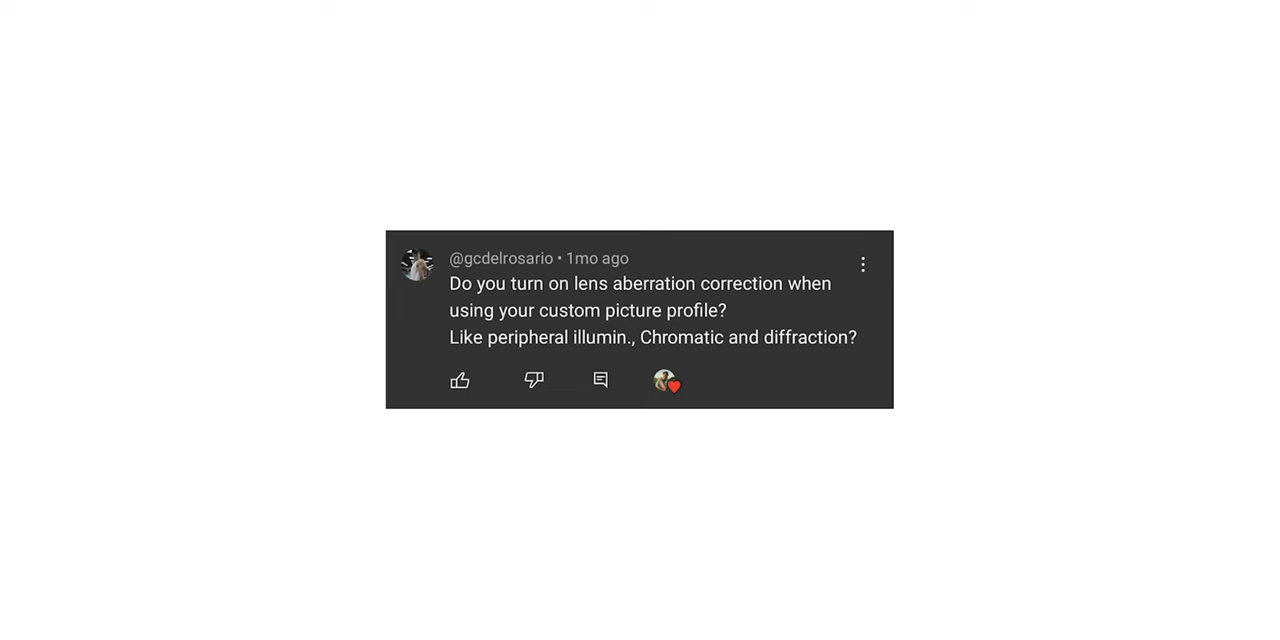 @gcdelrosario • 1mo ago
Do you turn on lens aberration correction when
using your custom picture profile?
Like peripheral illumin., Chromatic and diffraction?